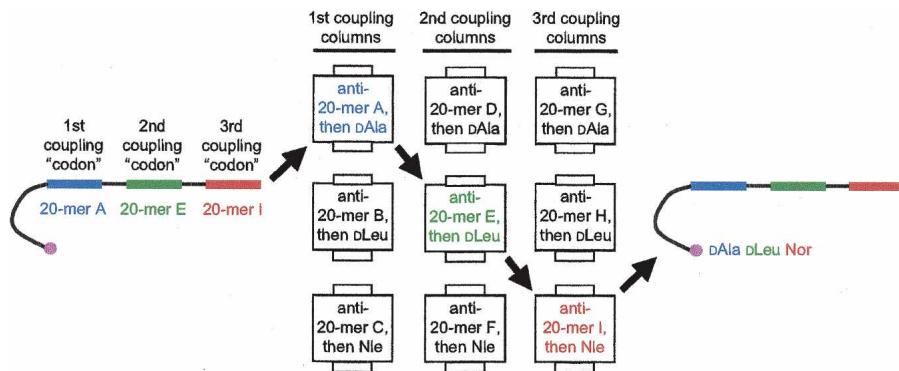 1st coupling
columns
2nd coupling
columns
3rd coupling
columns
1st
coupling
"codon"
2nd
coupling
"codon"
3rd
coupling
"codon"
20-mer A
20-mer E
20-mer I
anti-
20-mer A,
then DAla
anti-
20-mer D,
then DAla
anti-
20-mer G,
then DAla
anti-
20-mer B,
then DLeu
anti-
20-mer E,
then DLeu
anti-
20-mer H,
then DLeu
anti-
20-mer C,
then Nle
anti-
20-mer F,
then Nle
anti-
20-mer I,
then Nle
DAla DLeu Nor